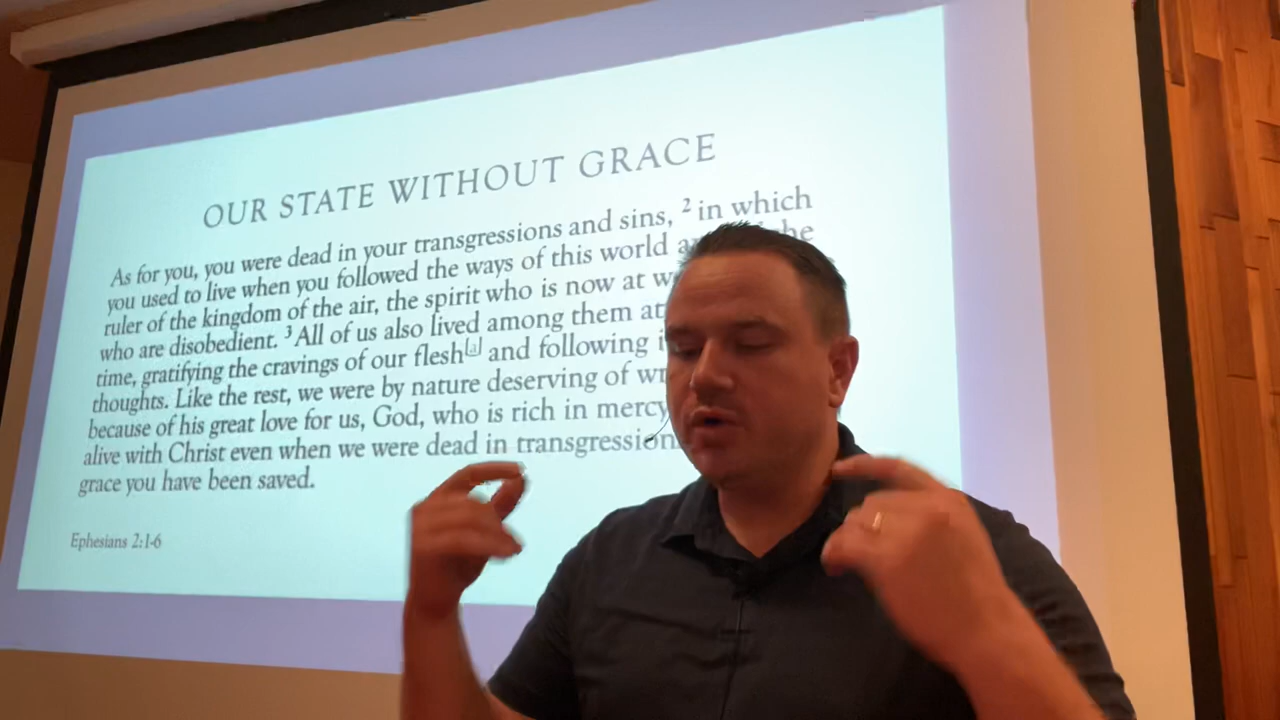 OUR STATE WITHOUT GRACE
As for you, you were dead in your transgressions and sins, ² in which
you used to live when you followed the ways of this world
ruler of the kingdom of the air, the spirit who is now at
who are disobedient. ³ All of us also lived among them at
time, gratifying the cravings of our flesh[a] and following
thoughts. Like the rest, we were by nature deserving of
because of his great love for us, God, who is rich in mercy
alive with Christ even when we were dead in transgression
grace you have been saved.
Ephesians 2:1-6